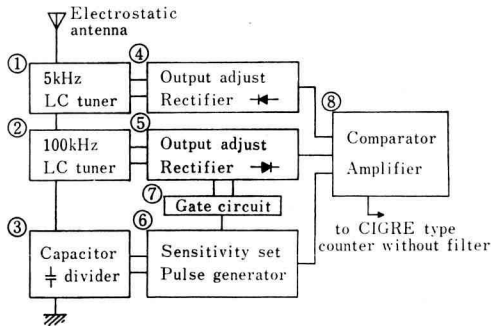 Electrostatic
antenna
①
5kHz
LC tuner
④
Output adjust
Rectifier
②
100kHz
LC tuner
⑤
Output adjust
Rectifier
⑧
Comparator
Amplifier
⑦
Gate circuit
to CIGRE type
counter without filter
③
Capacitor
divider
⑥
Sensitivity set
Pulse generator